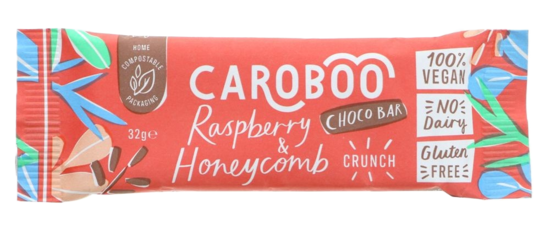 HOME
COMPOSTABLE
PACKAGING
32g℮
CAROBOO
Raspberry
&
Honeycomb
CHOCO BAR
CRUNCH
100%
VEGAN
NO
Dairy
Gluten
FREE